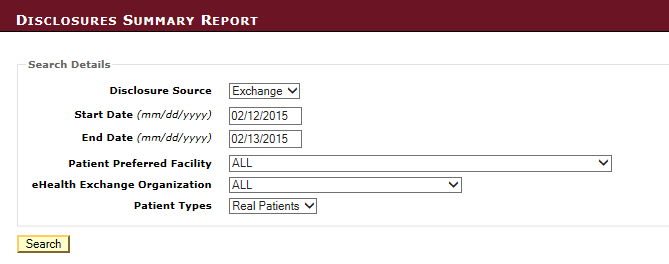 DISCLOSURES SUMMARY REPORT
Search Details
Disclosure Source Exchange
Start Date (mm/dd/yyyy) 02/12/2015
End Date (mm/dd/yyyy) 02/13/2015
Patient Preferred Facility ALL
eHealth Exchange Organization ALL
Patient Types Real Patients
Search